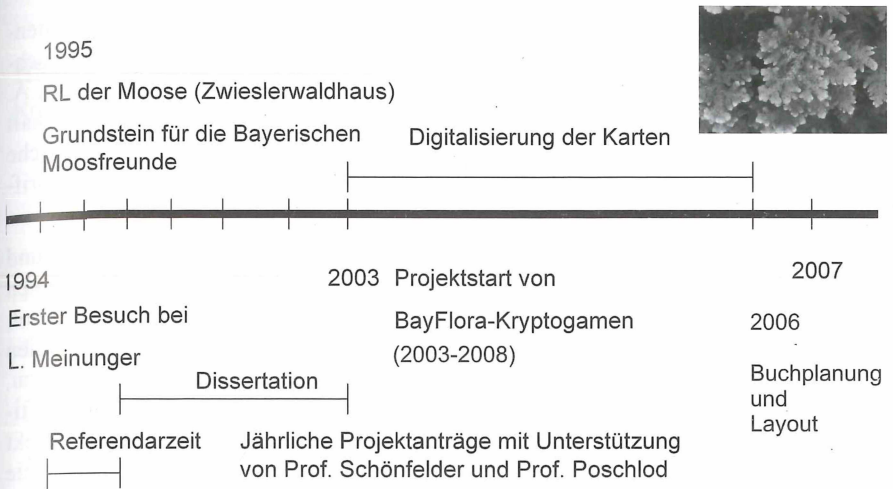 1995
RL der Moose (Zwieslerwaldhaus)
Grundstein für die Bayerischen
Moosfreunde
Digitalisierung der Karten
1994
Erster Besuch bei
L. Meinunger
2003 Projektstart von
BayFlora-Kryptogamen
(2003-2008)
2007
2006
Buchplanung
und
Layout
Dissertation
Referendarzeit
Jährliche Projektanträge mit Unterstützung
von Prof. Schönfelder und Prof. Poschlod